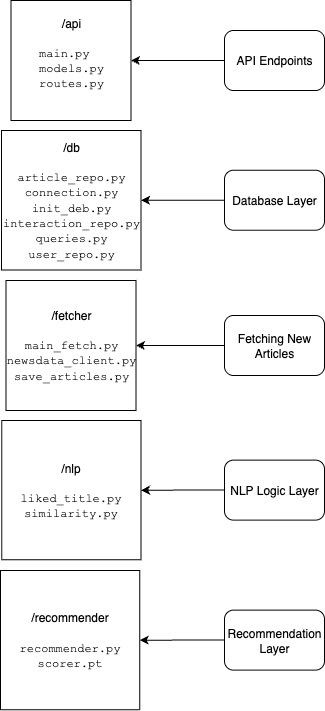 /api
main.py
models.py
routes.py
API Endpoints
/db
article_repo.py
connection.py
init_deb.py
interaction_repo.py
queries.py
user_repo.py
Database Layer
/fetcher
main_fetch.py
newsdata_client.py
save_articles.py
Fetching New
Articles
/nlp
liked_title.py
similarity.py
NLP Logic Layer
/recommender
recommender.py
scorer.pt
Recommendation
Layer